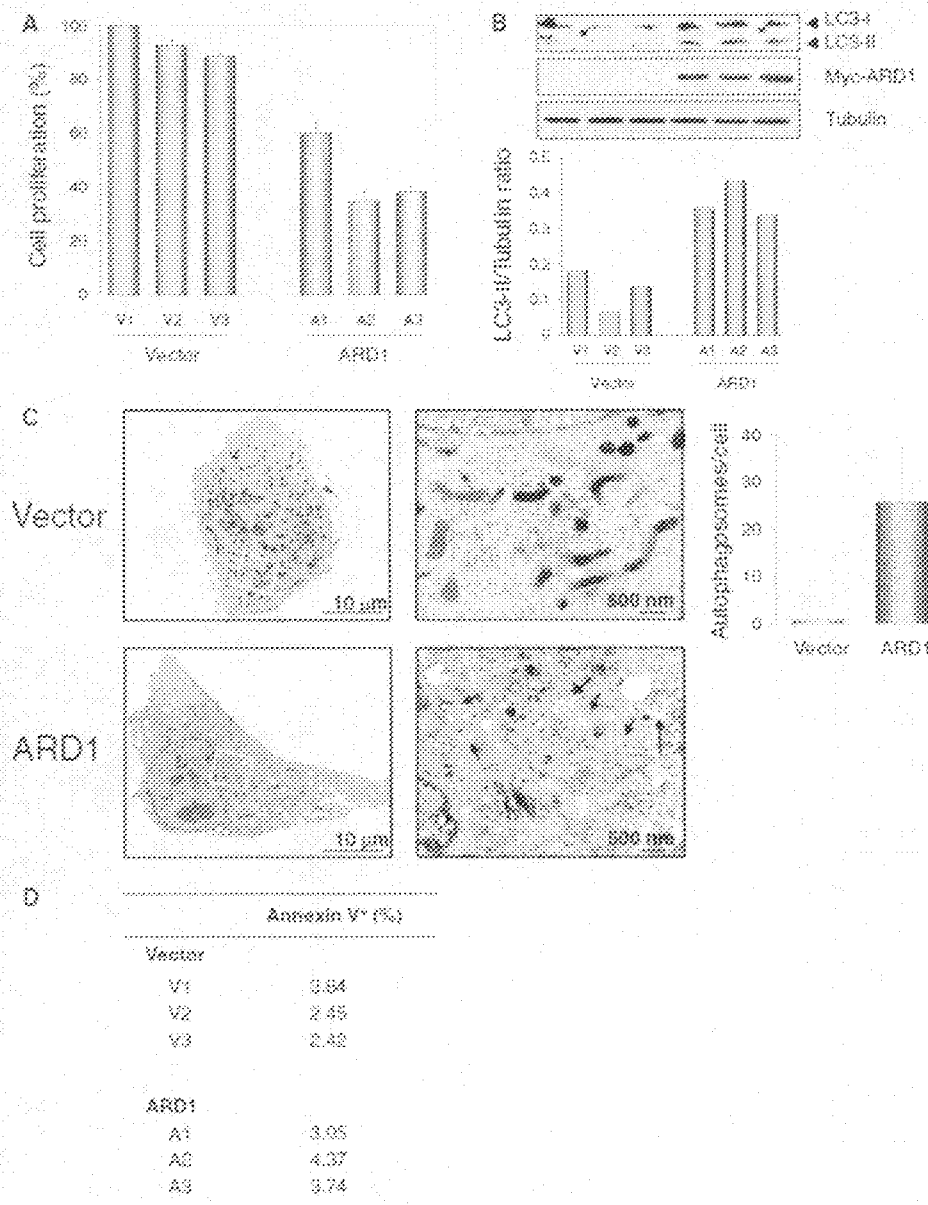 A
Cell proliferation (%)
100
80
60
40
20
0
V1 V2 V3
A1 A2 A3
Vector
ARD1
B
LC3-I
LC3-II
Myc-ARD1
Tubulin
LC3-II/Tubulin ratio
0.5
0.4
0.3
0.2
0.1
0
V1 V2 V3
A1 A2 A3
Vector
ARD1
C
Vector
10 µm
500 nm
Autophagosomes/cell
40
30
20
10
0
Vector
ARD1
ARD1
10 µm
500 nm
D
Annexin V⁺ (%)
Vector
V1
V2 2.45
V3 2.42
ARD1
A1 3.05
A2 4.37
A3 3.74